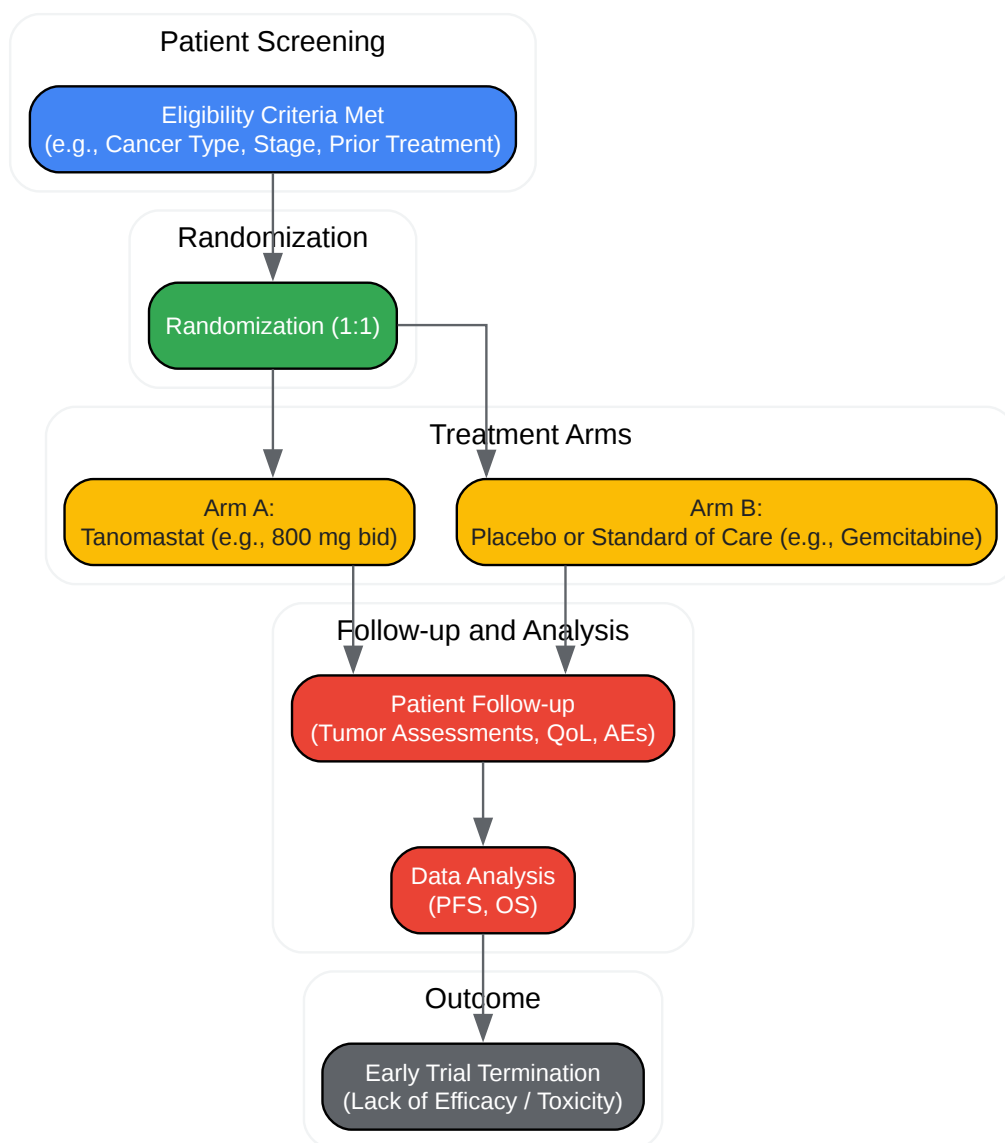 Patient Screening
Eligibility Criteria Met
(e.g., Cancer Type, Stage, Prior Treatment)
Randomization
Randomization (1:1)
Treatment Arms
Arm A:
Tanomastat (e.g., 800 mg bid)
Arm B:
Placebo or Standard of Care (e.g., Gemcitabine)
Follow-up and Analysis
Patient Follow-up
(Tumor Assessments, QoL, AEs)
Data Analysis
(PFS, OS)
Outcome
Early Trial Termination
(Lack of Efficacy / Toxicity)